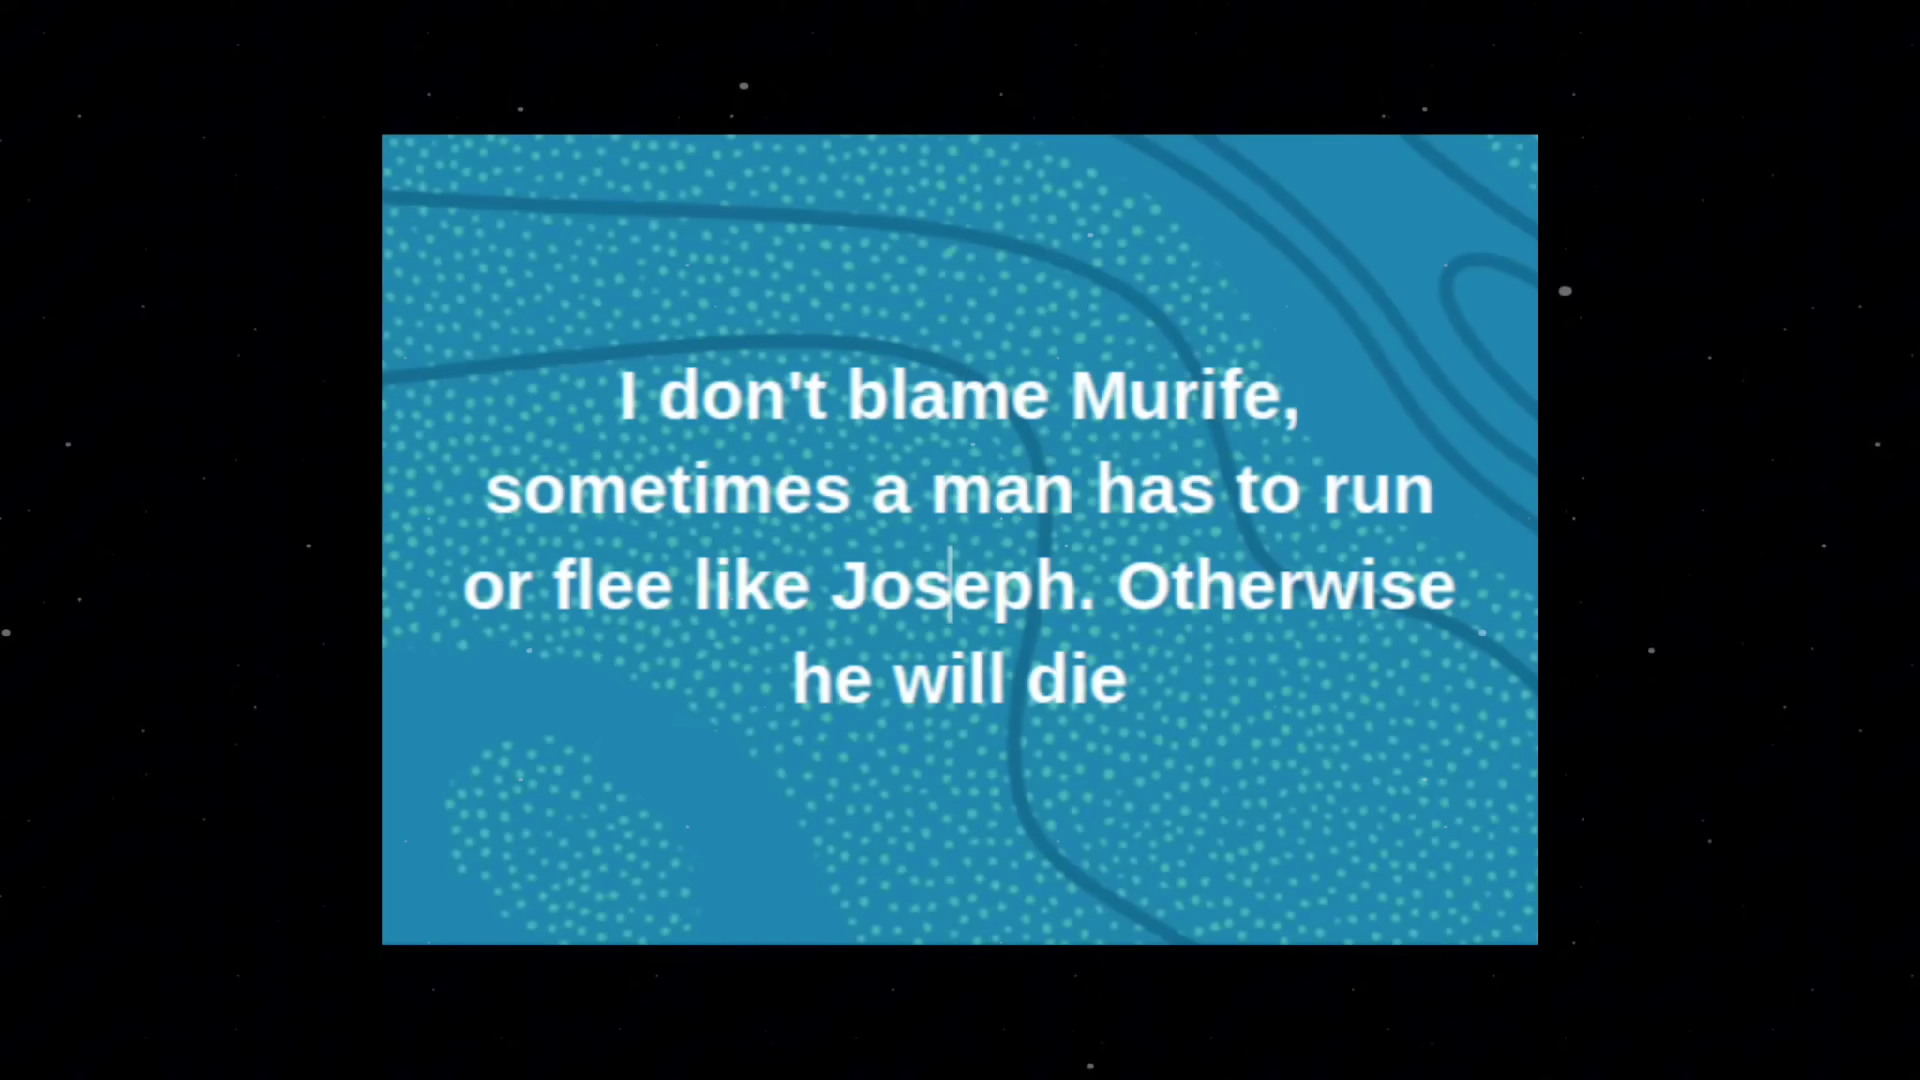 I don't blame Murife,
sometimes a man has to run
or flee like Joseph. Otherwise
he will die